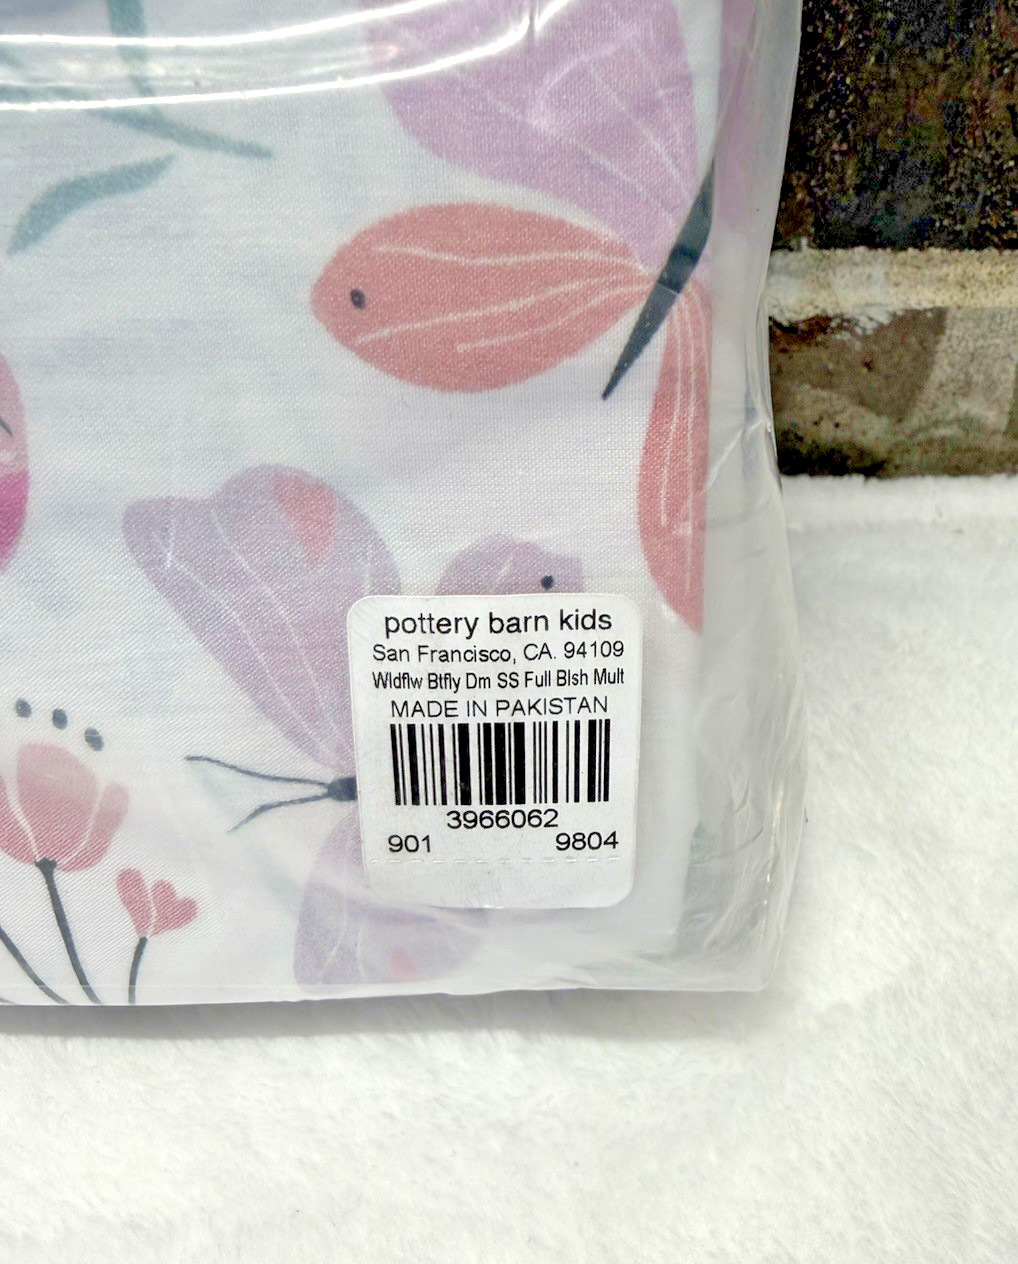 pottery barn kids
San Francisco, CA. 94109
Wldflw Btfly Dm SS Full Blsh Mult
MADE IN PAKISTAN
3966062
901 9804